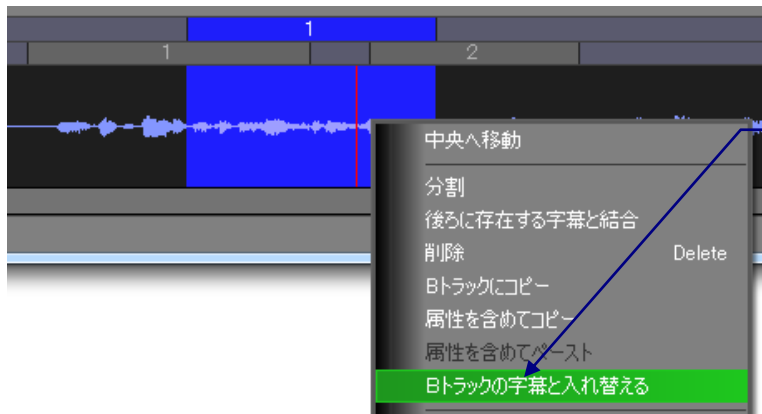 1
1
2
中央へ移動
分割
後ろに存在する字幕と結合
削除 Delete
Bトラックにコピー
属性を含めてコピー
属性を含めてペースト
Bトラックの字幕と入れ替える